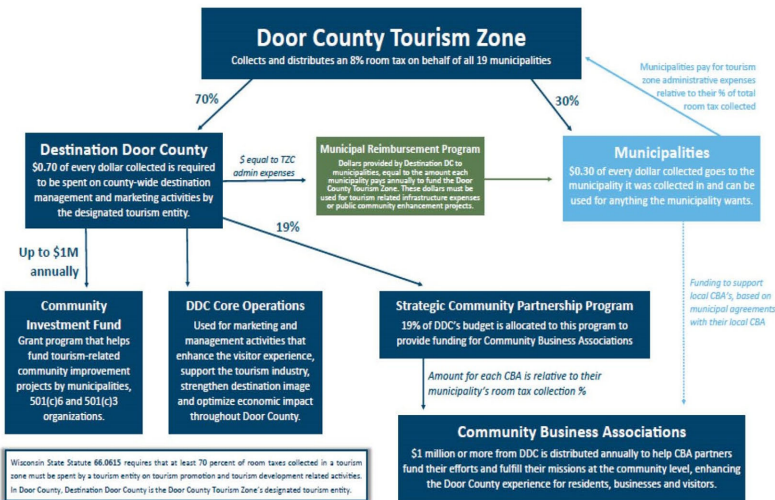 Door County Tourism Zone
Collects and distributes an 8% room tax on behalf of all 19 municipalities
Municipalities pay for tourism
zone administrative expenses
relative to their % of total
room tax collected
70%
30%
Destination Door County
$0.70 of every dollar collected is required
to be spent on county-wide destination
management and marketing activities by
the designated tourism entity.
$ equal to TZC
admin expenses
Municipal Reimbursement Program
Dollars provided by Destination DC to
municipalities, equal to the amount each
municipality pays annually to fund the Door
County Tourism Zone. These dollars must be
used for tourism related infrastructure expenses
or public community enhancement projects.
Municipalities
$0.30 of every dollar collected goes to the
municipality it was collected in and can be
used for anything the municipality wants.
Up to $1M
annually
19%
Funding to support
local CBA's, based on
municipal agreements
with their local CBA
Community
Investment Fund
Grant program that helps
fund tourism-related
community improvement
projects by municipalities,
501(c)6 and 501(c)3
organizations.
DDC Core Operations
Used for marketing and
management activities that
enhance the visitor experience,
support the tourism industry,
strengthen destination image
and optimize economic impact
throughout Door County.
Strategic Community Partnership Program
19% of DDC's budget is allocated to this program to
provide funding for Community Business Associations
Amount for each CBA is relative to their
municipality's room tax collection %
Community Business Associations
$1 million or more from DDC is distributed annually to help CBA partners
fund their efforts and fulfill their missions at the community level, enhancing
the Door County experience for residents, businesses and visitors.
Wisconsin State Statute 66.0615 requires that at least 70 percent of room taxes collected in a tourism
zone must be spent by a tourism entity on tourism promotion and tourism development related activities.
In Door County, Destination Door County is the Door County Tourism Zone's designated tourism entity.